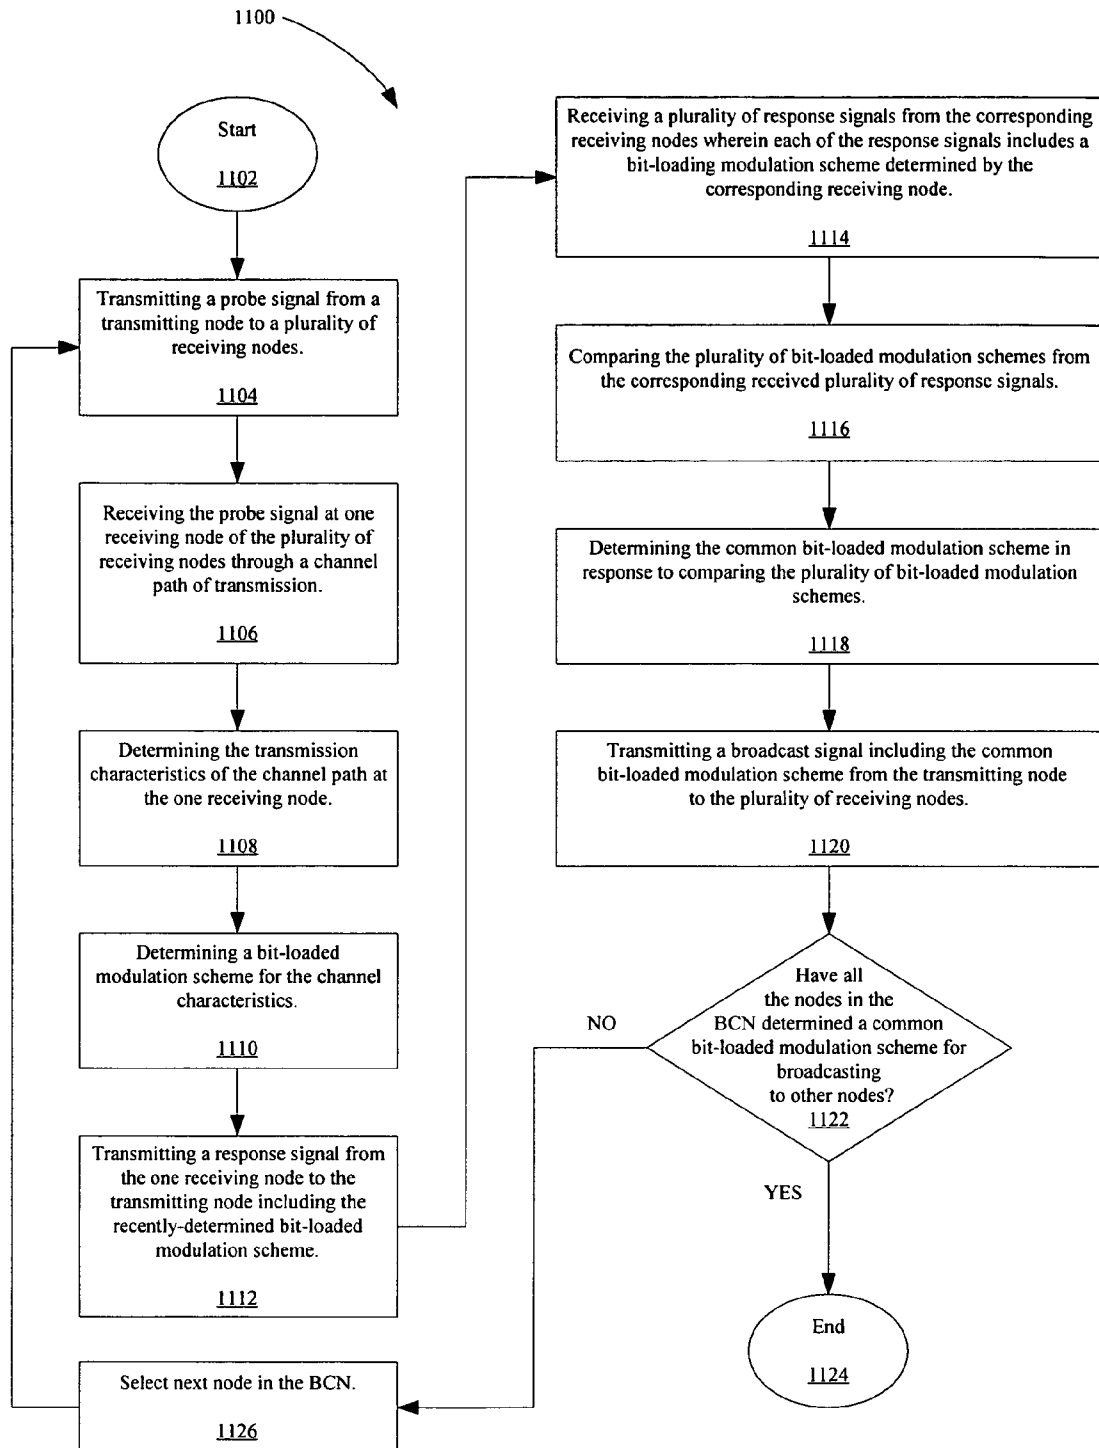 1100
Start
1102
Transmitting a probe signal from a
transmitting node to a plurality of
receiving nodes.
1104
Receiving the probe signal at one
receiving node of the plurality of
receiving nodes through a channel
path of transmission.
1106
Determining the transmission
characteristics of the channel path at
the one receiving node.
1108
Determining a bit-loaded
modulation scheme for the channel
characteristics.
1110
Transmitting a response signal from
the one receiving node to the
transmitting node including the
recently-determined bit-loaded
modulation scheme.
1112
Select next node in the BCN.
1126
Receiving a plurality of response signals from the corresponding
receiving nodes wherein each of the response signals includes a
bit-loading modulation scheme determined by the
corresponding receiving node.
1114
Comparing the plurality of bit-loaded modulation schemes from
the corresponding received plurality of response signals.
1116
Determining the common bit-loaded modulation scheme in
response to comparing the plurality of bit-loaded modulation
schemes.
1118
Transmitting a broadcast signal including the common
bit-loaded modulation scheme from the transmitting node
to the plurality of receiving nodes.
1120
Have all
the nodes in the
BCN determined a common
bit-loaded modulation scheme for
broadcasting
to other nodes?
1122
NO
YES
End
1124